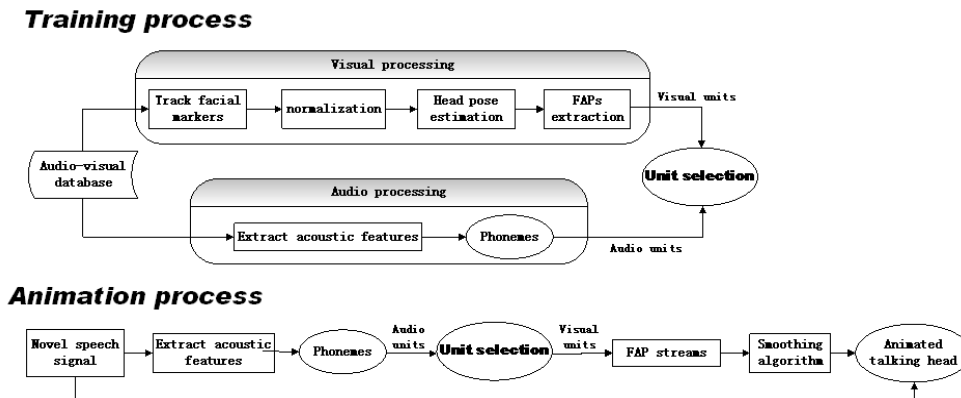 Training process
Visual processing
Track facial
markers
normalization
Head pose
estimation
FAPs
extraction
Visual units
Audio-visual
database
Unit selection
Audio processing
Extract acoustic features
Phonemes
Audio units
Animation process
Novel speech
signal
Extract acoustic
features
Phonemes
Audio
units
Unit selection
Visual
units
FAP streams
Smoothing
algorithm
Animated
talking head